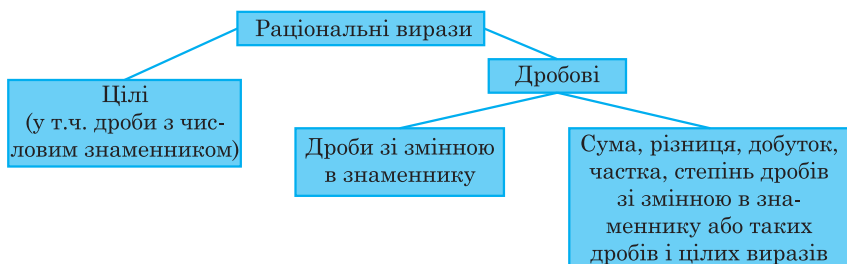 Раціональні вирази
Цілі
(у т.ч. дроби з чис-
ловим знаменником)
Дробові
Дроби зі змінною
в знаменнику
Сума, різниця, добуток,
частка, степінь дробів
зі змінною в зна-
меннику або таких
дробів і цілих виразів